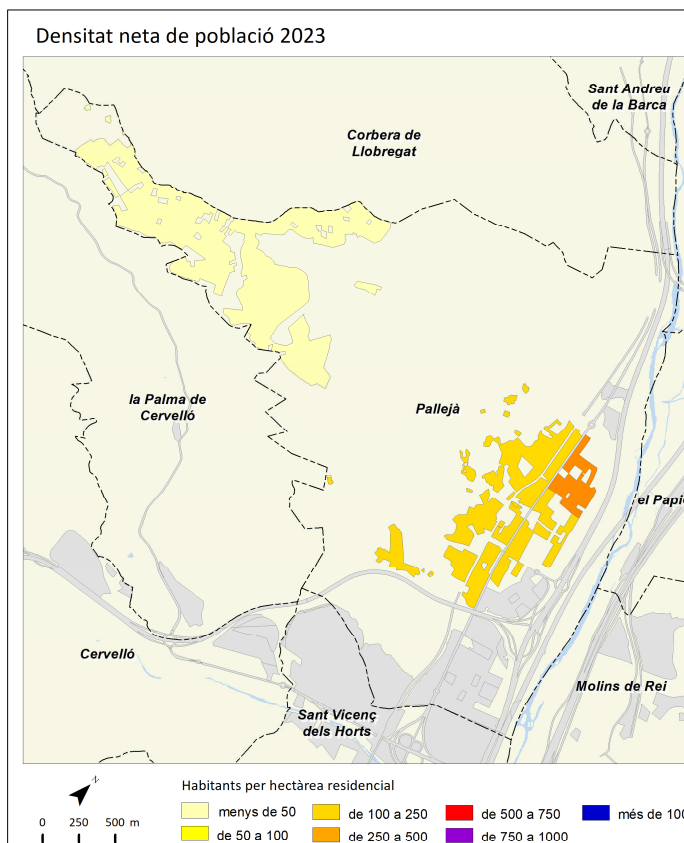 Densitat neta de població 2023
Sant Andreu
de la Barca
Corbera de
Llobregat
la Palma de
Cervelló
Pallejà
el Papi
Cervelló
Molins de Rei
Sant Vicenç
dels Horts
N
Habitants per hectàrea residencial
menys de 50
de 100 a 250
de 500 a 750
més de 100
de 50 a 100
de 250 a 500
de 750 a 1000
0 250 500 m